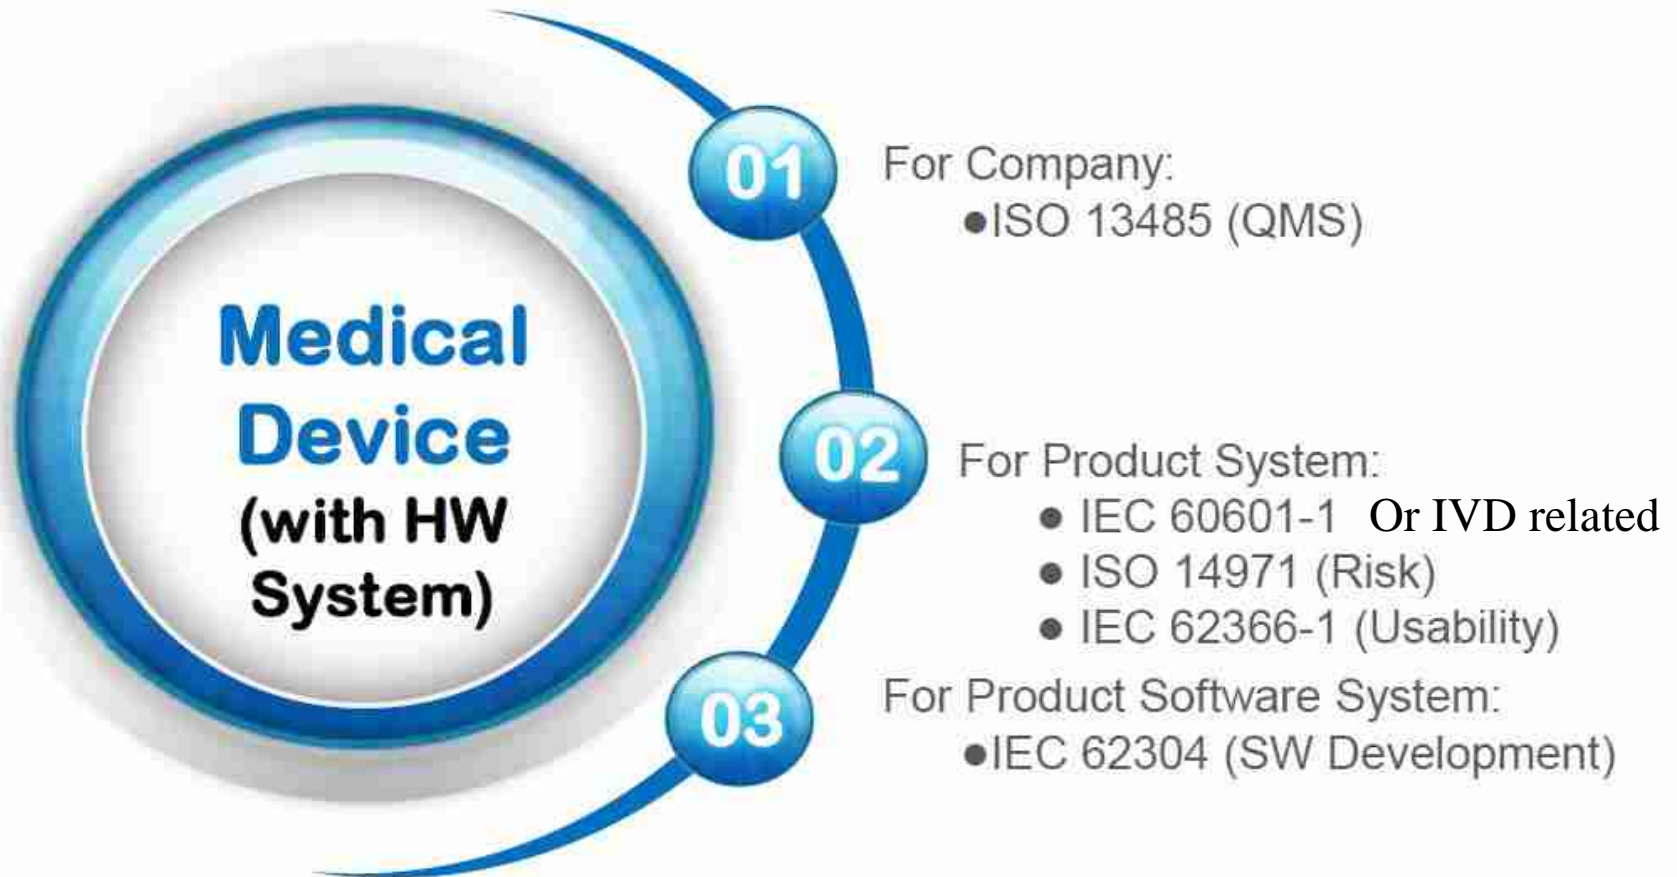 Medical
Device
(with HW
System)
01
For Company:
●ISO 13485 (QMS)
02
For Product System:
● IEC 60601-1 Or IVD related
● ISO 14971 (Risk)
● IEC 62366-1 (Usability)
03
For Product Software System:
●IEC 62304 (SW Development)